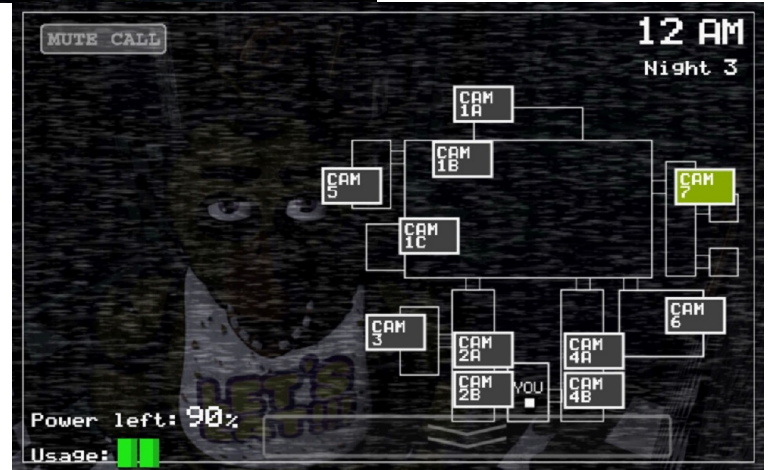 MUTE CALL
12 AM
Night 3
CAM
1A
CAM
1B
CAM
5
CAM
7
CAM
1C
CAM
6
CAM
3
CAM
2A
CAM
4A
CAM
2B
YOU
CAM
4B
LET'S
EAT!!!
Power left: 90%
Usage: